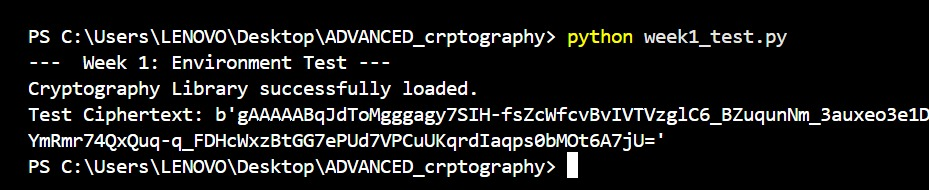 PS C:\Users\LENOVO\Desktop\ADVANCED_crptography> python week1_test.py
---  Week 1: Environment Test ---
Cryptography Library successfully loaded.
Test Ciphertext: b'gAAAAABqJdToMgggagy7SIH-fsZcWfcvBvIVTVzglC6_BZuqunNm_3auxeo3e1D
YmRmr74QxQuq-q_FDHcWxzBtGG7ePUd7VPCuUKqrdIaqps0bMOt6A7jU='
PS C:\Users\LENOVO\Desktop\ADVANCED_crptography>